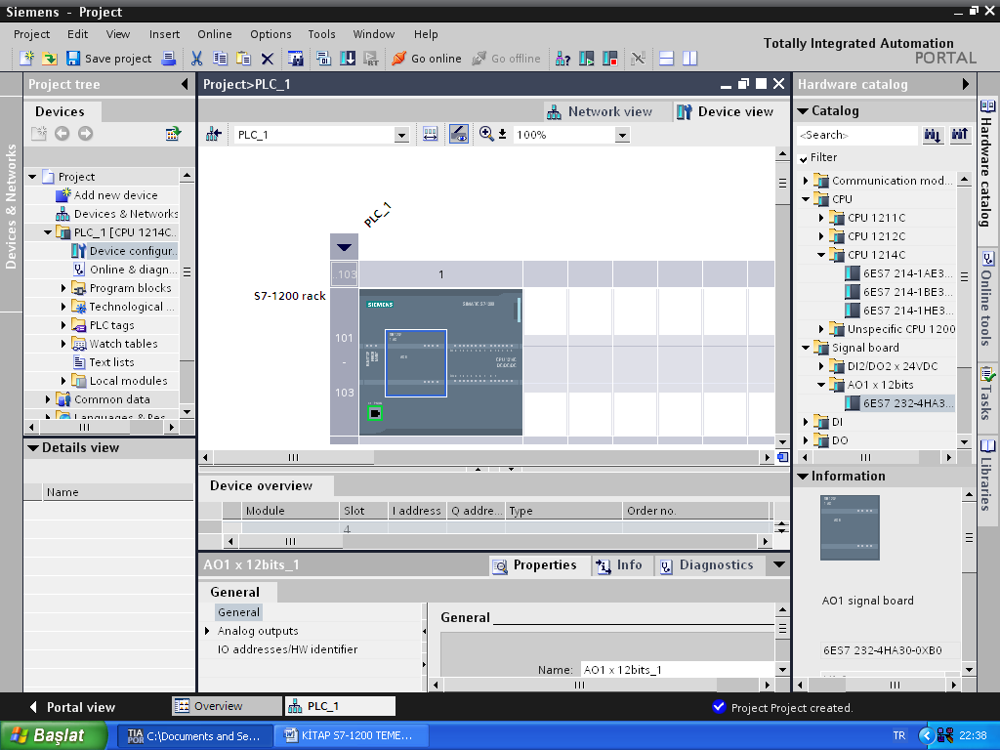 Siemens - Project
Project Edit View Insert Online Options Tools Window Help
Totally Integrated Automation
PORTAL
Save project Go online Go offline
Project tree
Devices
Devices & Networks
Project
Add new device
Devices & Networks
PLC_1 [CPU 1214C...
Device configur...
Online & diagn...
Program blocks
Technological ...
PLC tags
Watch tables
Text lists
Local modules
Common data
Languages & Res
Details view
Name
Project>PLC_1
Network view Device view
PLC_1 100%
PLC_1
..103 1
S7-1200 rack
SIEMENS SIMATIC S7-1200
101
-
103
Device overview
Module Slot I address Q addre... Type Order no.
4
AO1 x 12bits_1 Properties Info Diagnostics
General
General
Analog outputs
IO addresses/HW identifier
General
Name: AO1 x 12bits_1
Hardware catalog
Catalog
<Search>
Filter
Communication mod...
CPU
CPU 1211C
CPU 1212C
CPU 1214C
6ES7 214-1AE3...
6ES7 214-1BE3...
6ES7 214-1HE3...
Unspecific CPU 1200
Signal board
DI2/DO2 x 24VDC
AO1 x 12bits
6ES7 232-4HA3...
DI
DO
Information
AO1 signal board
6ES7 232-4HA30-0XB0
Hardware catalog
Online tools
Tasks
Libraries
Portal view Overview PLC_1 Project Project created.
Başlat TIA POR C:\Documents and Se... KİTAP S7-1200 TEME... TR 22:38